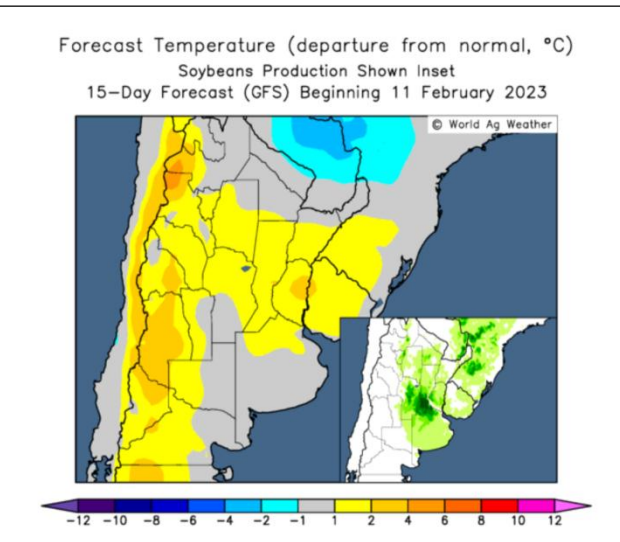 Forecast Temperature (departure from normal, °C)
Soybeans Production Shown Inset
15-Day Forecast (GFS) Beginning 11 February 2023
© World Ag Weather
-12 -10 -8 -6 -4 -2 -1 1 2 4 6 8 10 12